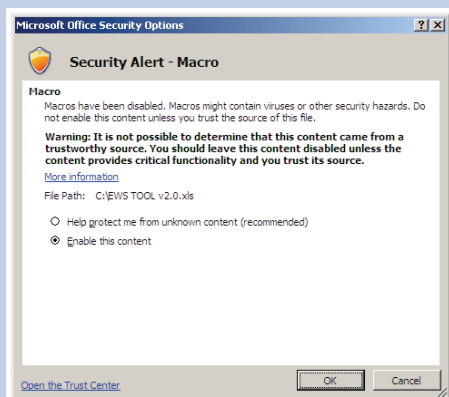 Microsoft Office Security Options
Security Alert - Macro
Macro
Macros have been disabled. Macros might contain viruses or other security hazards. Do
not enable this content unless you trust the source of this file.
Warning: It is not possible to determine that this content came from a
trustworthy source. You should leave this content disabled unless the
content provides critical functionality and you trust its source.
More information
File Path: C:\EWS TOOL v2.0.xls
Help protect me from unknown content (recommended)
Enable this content
Open the Trust Center
OK
Cancel